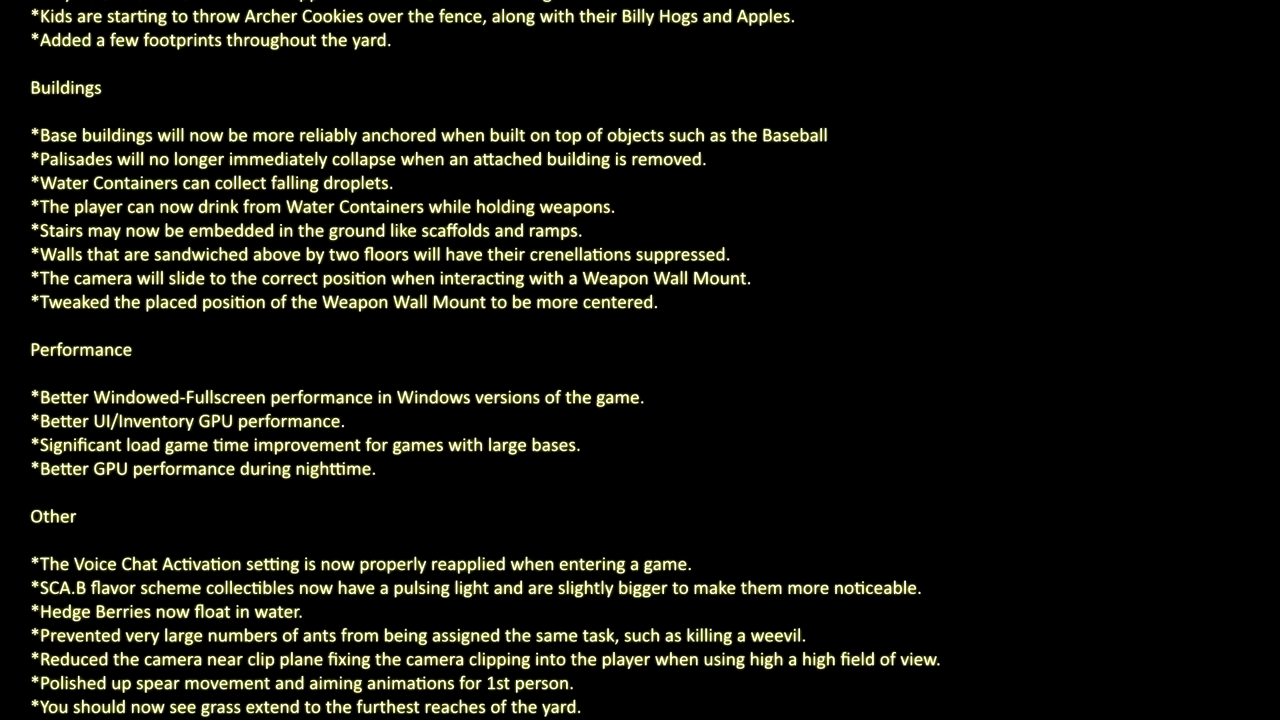 *Kids are starting to throw Archer Cookies over the fence, along with their Billy Hogs and Apples.
*Added a few footprints throughout the yard.
Buildings
*Base buildings will now be more reliably anchored when built on top of objects such as the Baseball
*Palisades will no longer immediately collapse when an attached building is removed.
*Water Containers can collect falling droplets.
*The player can now drink from Water Containers while holding weapons.
*Stairs may now be embedded in the ground like scaffolds and ramps.
*Walls that are sandwiched above by two floors will have their crenellations suppressed.
*The camera will slide to the correct position when interacting with a Weapon Wall Mount.
*Tweaked the placed position of the Weapon Wall Mount to be more centered.
Performance
*Better Windowed-Fullscreen performance in Windows versions of the game.
*Better UI/Inventory GPU performance.
*Significant load game time improvement for games with large bases.
*Better GPU performance during nighttime.
Other
*The Voice Chat Activation setting is now properly reapplied when entering a game.
*SCA.B flavor scheme collectibles now have a pulsing light and are slightly bigger to make them more noticeable.
*Hedge Berries now float in water.
*Prevented very large numbers of ants from being assigned the same task, such as killing a weevil.
*Reduced the camera near clip plane fixing the camera clipping into the player when using high a high field of view.
*Polished up spear movement and aiming animations for 1st person.
*You should now see grass extend to the furthest reaches of the yard.